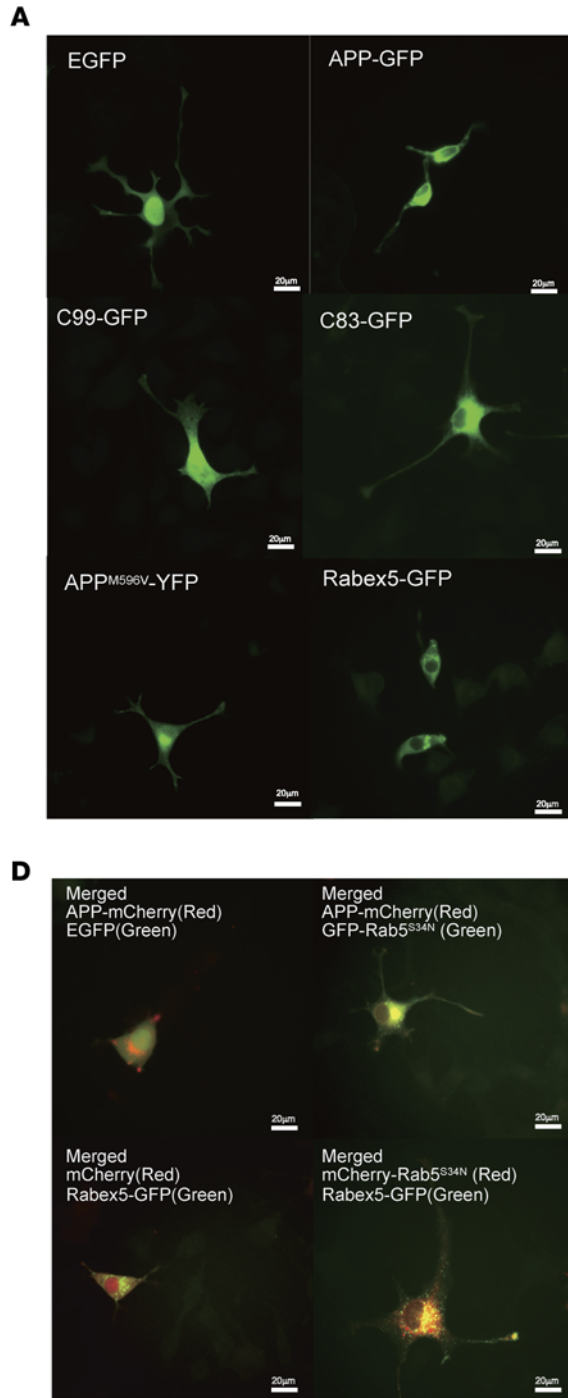 A
EGFP
APP-GFP
20μm
20μm
C99-GFP
C83-GFP
20μm
20μm
APPᴹ⁵⁹⁶ⱽ-YFP
Rabex5-GFP
20μm
20μm
D
Merged
APP-mCherry(Red)
EGFP(Green)
20μm
Merged
APP-mCherry(Red)
GFP-Rab5ˢ³⁴ᴺ (Green)
20μm
Merged
mCherry(Red)
Rabex5-GFP(Green)
20μm
Merged
mCherry-Rab5ˢ³⁴ᴺ (Red)
Rabex5-GFP(Green)
20μm